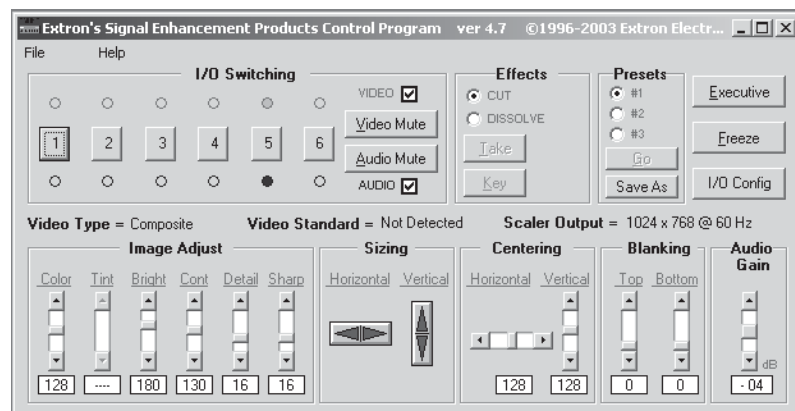 Extron's Signal Enhancement Products Control Program ver 4.7 ©1996-2003 Extron Electr...
File Help
I/O Switching
VIDEO
Video Mute
1 2 3 4 5 6
Audio Mute
AUDIO
Effects
CUT
DISSOLVE
Take
Key
Presets
#1
#2
#3
Go
Save As
Executive
Freeze
I/O Config
Video Type = Composite Video Standard = Not Detected Scaler Output = 1024 x 768 @ 60 Hz
Image Adjust
Color Tint Bright Cont Detail Sharp
128 ---- 180 130 16 16
Sizing
Horizontal Vertical
Centering
Horizontal Vertical
128 128
Blanking
Top Bottom
0 0
Audio
Gain
dB
- 04